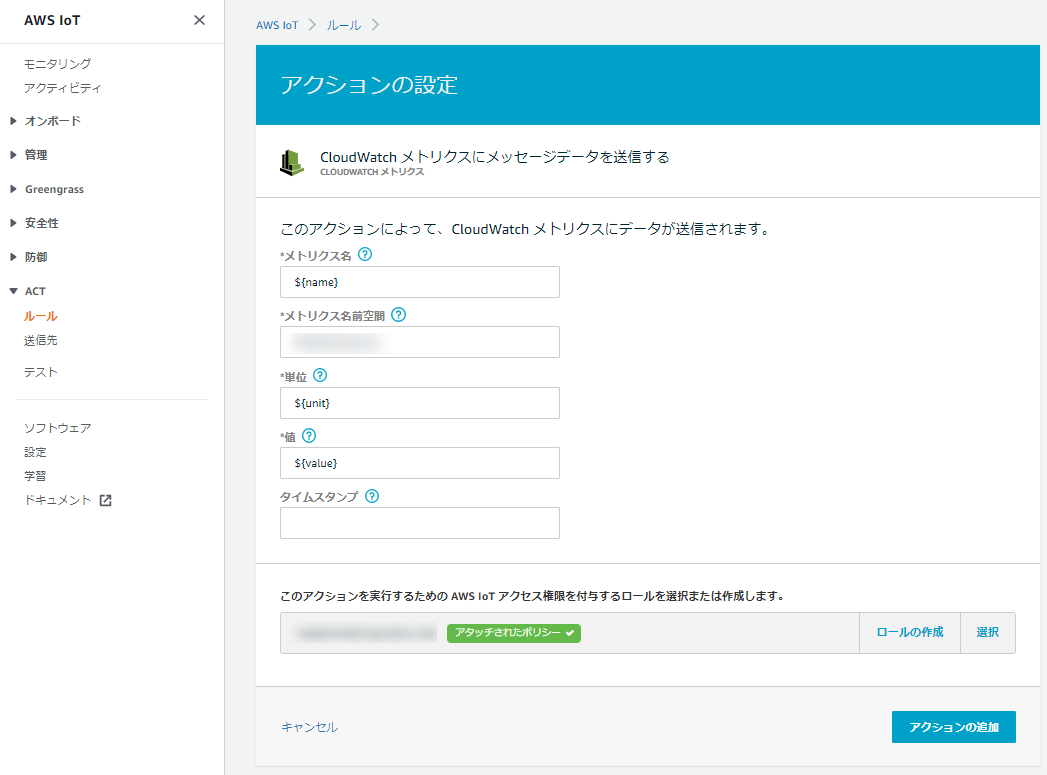 AWS IoT
モニタリング
アクティビティ
オンボード
管理
Greengrass
安全性
防御
ACT
ルール
送信先
テスト
ソフトウェア
設定
学習
ドキュメント
AWS IoT ルール
アクションの設定
CloudWatch メトリクスにメッセージデータを送信する
CLOUDWATCH メトリクス
このアクションによって、CloudWatch メトリクスにデータが送信されます。
*メトリクス名
${name}
*メトリクス名前空間
*単位
${unit}
*値
${value}
タイムスタンプ
このアクションを実行するための AWS IoT アクセス権限を付与するロールを選択または作成します。
アタッチされたポリシー
ロールの作成
選択
キャンセル
アクションの追加